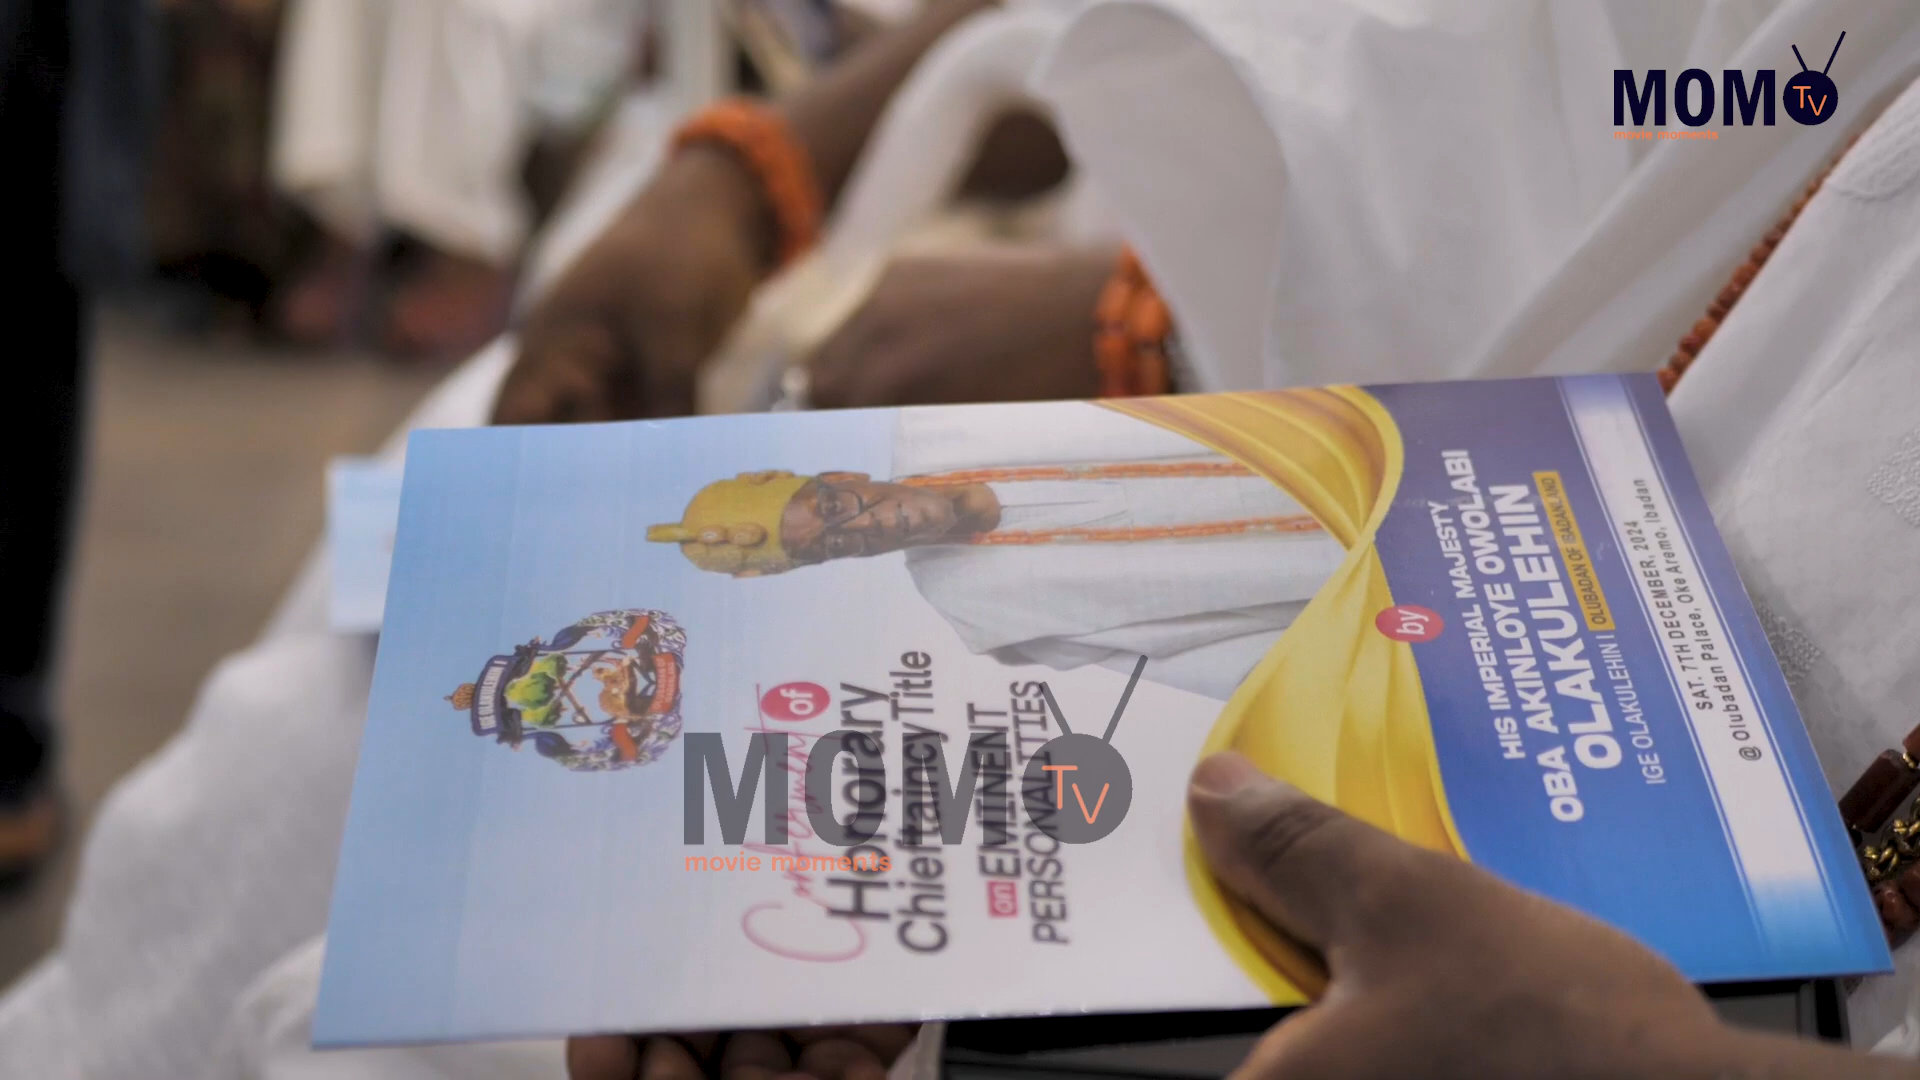 MOMO TV
movie moments
IGE OLAKULEHIN I
Conferment of
Honorary
Chieftaincy Title
on EMINENT
PERSONALITIES
by
HIS IMPERIAL MAJESTY
OBA AKINLOYE OWOLABI
OLAKULEHIN
IGE OLAKULEHIN I
OLUBADAN OF IBADANLAND
SAT. 7TH DECEMBER, 2024
@Olubadan Palace, Oke Aremo, Ibadan
MOMO TV
movie moments